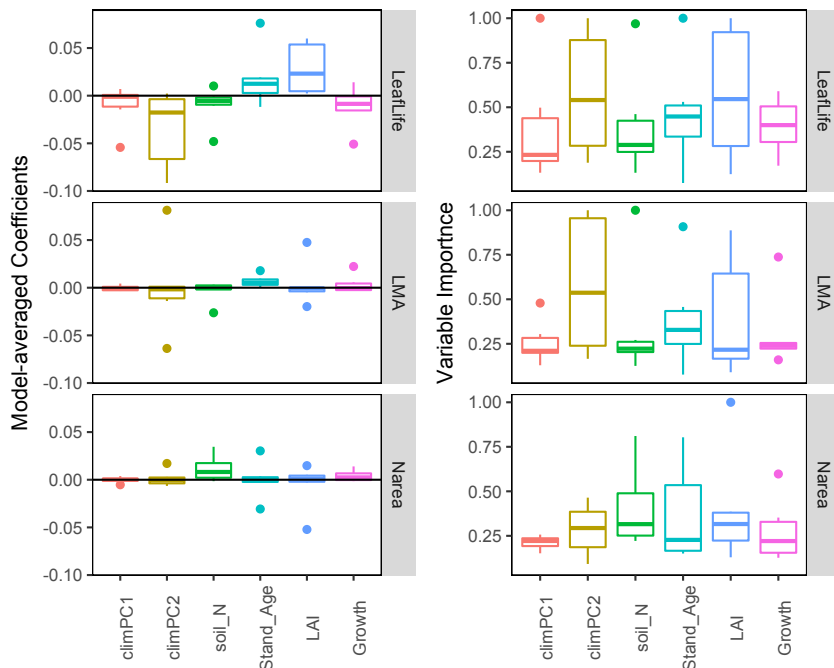 Model-averaged Coefficients
0.05
0.00
-0.05
-0.10
LeafLife
0.05
0.00
-0.05
-0.10
LMA
0.05
0.00
-0.05
-0.10
Narea
climPC1
climPC2
soil_N
Stand_Age
LAI
Growth
Variable Importnce
1.00
0.75
0.50
0.25
LeafLife
1.00
0.75
0.50
0.25
LMA
1.00
0.75
0.50
0.25
Narea
climPC1
climPC2
soil_N
Stand_Age
LAI
Growth